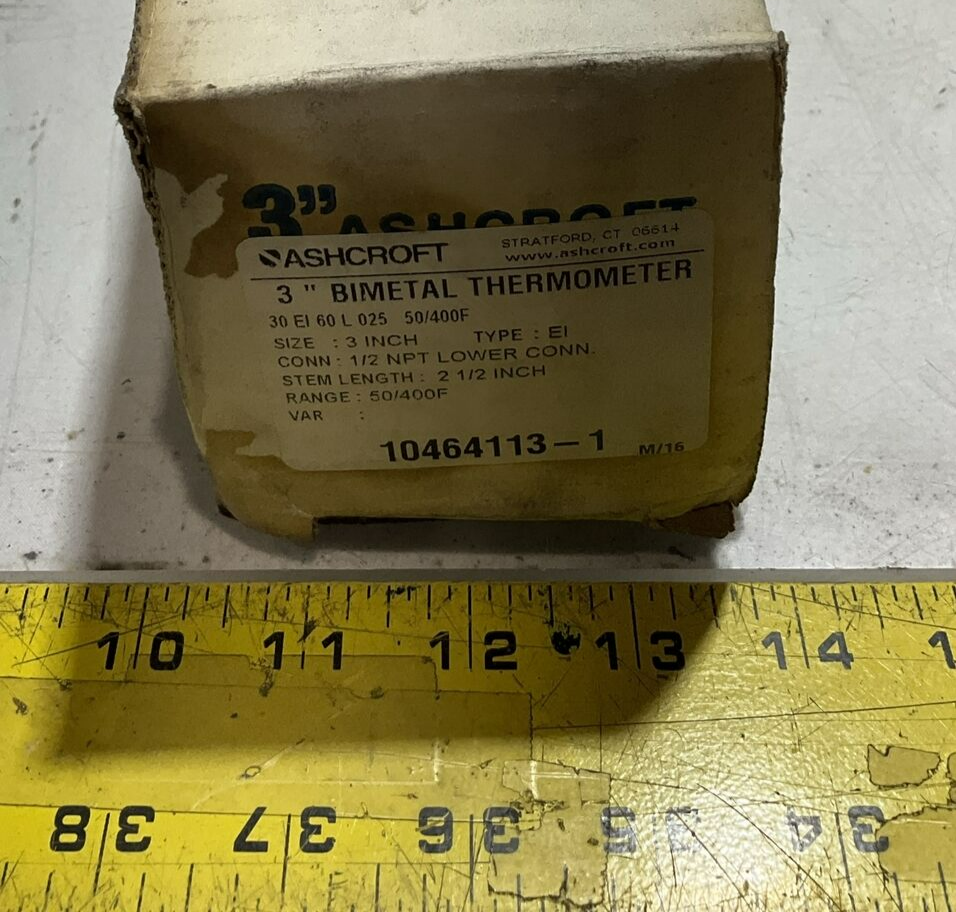 3" ASHCROFT
ASHCROFT
STRATFORD, CT 06614
www.ashcroft.com
3 " BIMETAL THERMOMETER
30 EI 60 L 025 50/400F
SIZE : 3 INCH TYPE : EI
CONN : 1/2 NPT LOWER CONN.
STEM LENGTH : 2 1/2 INCH
RANGE : 50/400F
VAR :
10464113-1 M/16
10 11 12 13 14 1
38 37 36 35 34